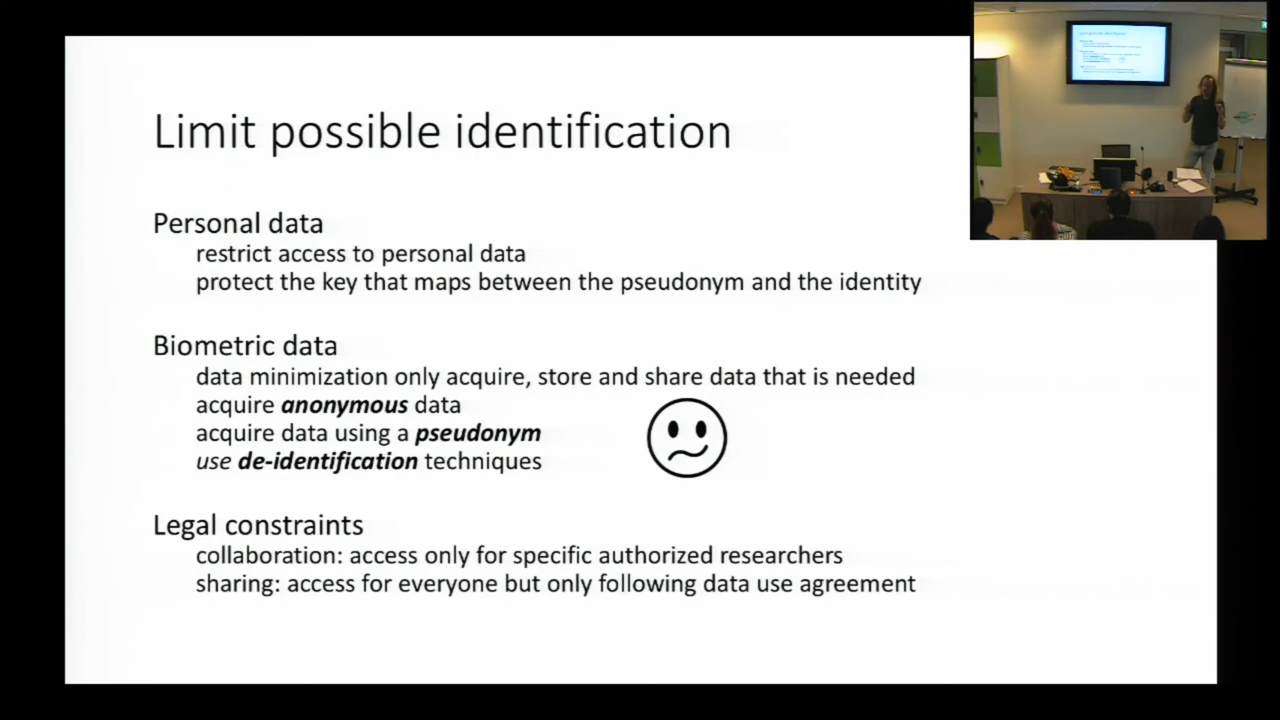 Limit possible identification
Personal data
restrict access to personal data
protect the key that maps between the pseudonym and the identity
Biometric data
data minimization only acquire, store and share data that is needed
acquire anonymous data
acquire data using a pseudonym
use de-identification techniques
Legal constraints
collaboration: access only for specific authorized researchers
sharing: access for everyone but only following data use agreement